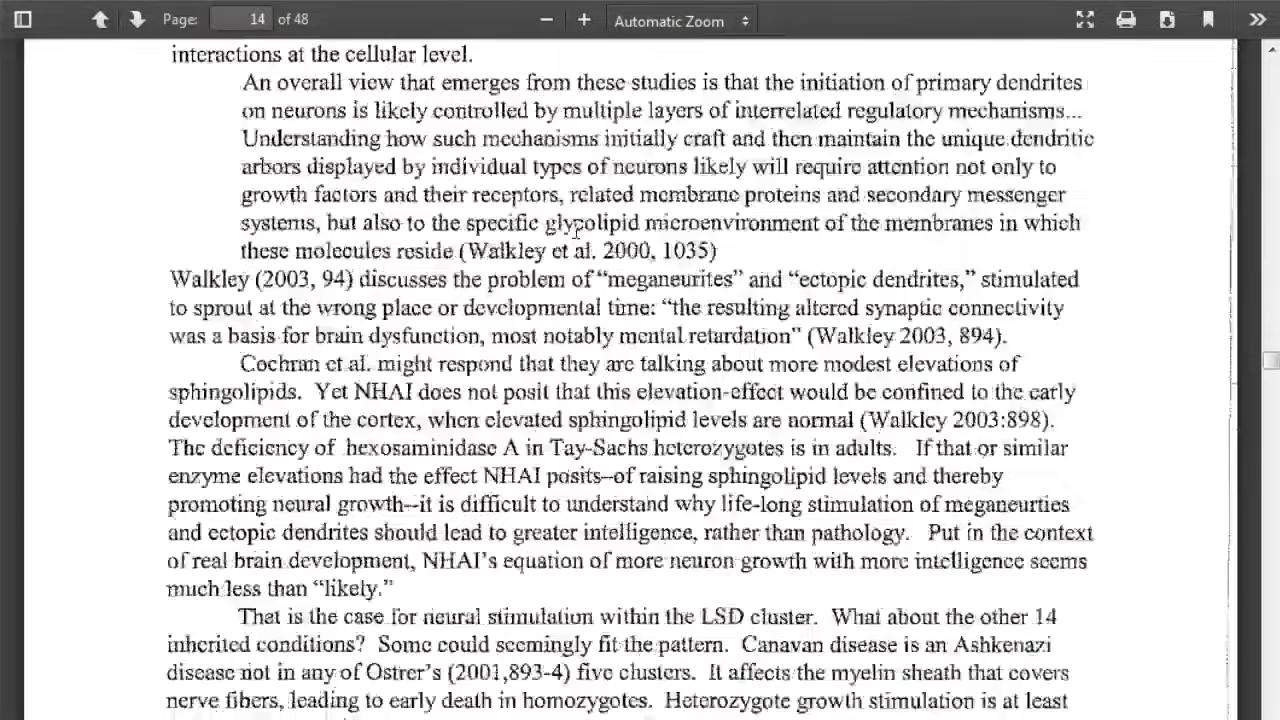 Page: 14 of 48 Automatic Zoom
interactions at the cellular level.
An overall view that emerges from these studies is that the initiation of primary dendrites
on neurons is likely controlled by multiple layers of interrelated regulatory mechanisms...
Understanding how such mechanisms initially craft and then maintain the unique dendritic
arbors displayed by individual types of neurons likely will require attention not only to
growth factors and their receptors, related membrane proteins and secondary messenger
systems, but also to the specific glycolipid microenvironment of the membranes in which
these molecules reside (Walkley et al. 2000, 1035)
Walkley (2003, 94) discusses the problem of “meganeurites” and “ectopic dendrites,” stimulated
to sprout at the wrong place or developmental time: “the resulting altered synaptic connectivity
was a basis for brain dysfunction, most notably mental retardation” (Walkley 2003, 894).
Cochran et al. might respond that they are talking about more modest elevations of
sphingolipids. Yet NHAI does not posit that this elevation-effect would be confined to the early
development of the cortex, when elevated sphingolipid levels are normal (Walkley 2003:898).
The deficiency of hexosaminidase A in Tay-Sachs heterozygotes is in adults. If that or similar
enzyme elevations had the effect NHAI posits--of raising sphingolipid levels and thereby
promoting neural growth--it is difficult to understand why life-long stimulation of meganeurties
and ectopic dendrites should lead to greater intelligence, rather than pathology. Put in the context
of real brain development, NHAI’s equation of more neuron growth with more intelligence seems
much less than “likely.”
That is the case for neural stimulation within the LSD cluster. What about the other 14
inherited conditions? Some could seemingly fit the pattern. Canavan disease is an Ashkenazi
disease not in any of Ostrer’s (2001,893-4) five clusters. It affects the myelin sheath that covers
nerve fibers, leading to early death in homozygotes. Heterozygote growth stimulation is at least